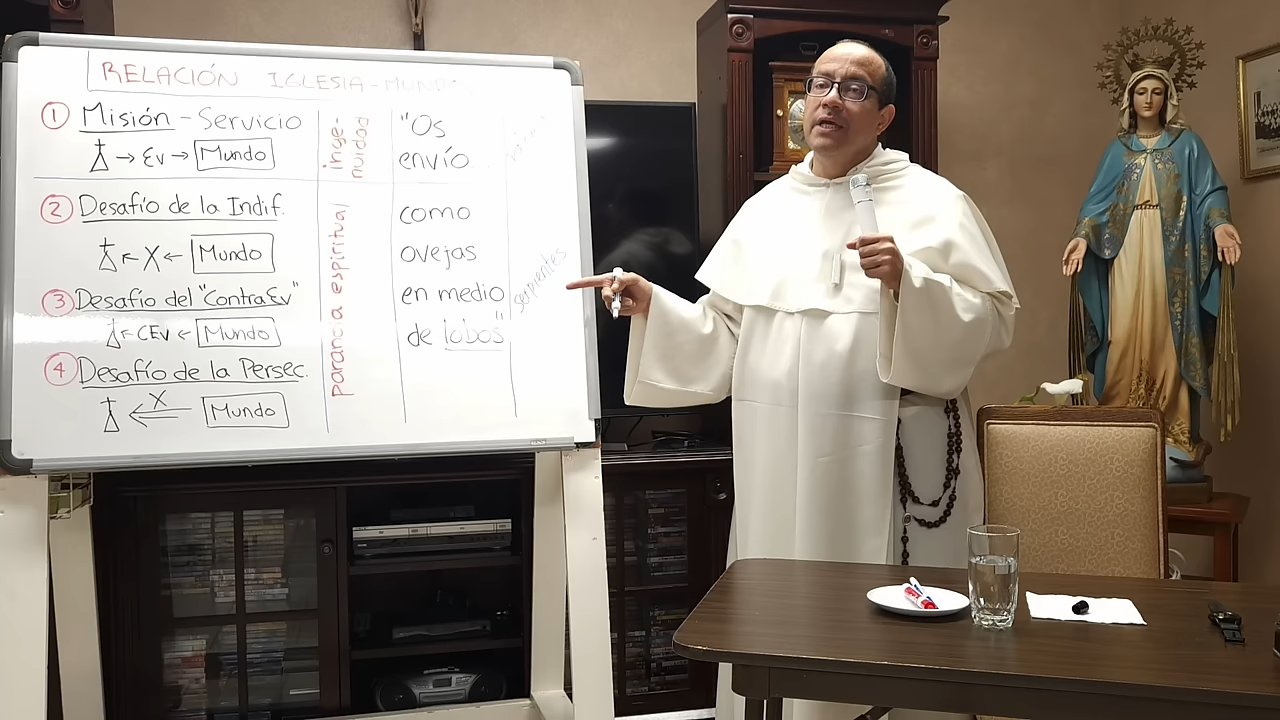 RELACIÓN IGLESIA-MUNDO
① Misión - Servicio
→ Ev → Mundo
② Desafío de la Indif.
← X ← Mundo
③ Desafío del "ContraEv"
← CEv ← Mundo
④ Desafío de la Persec.
X
Mundo
inge-
nuidad
paranoia espiritual
"Os
envío
como
ovejas
en medio
de lobos"
serpientes